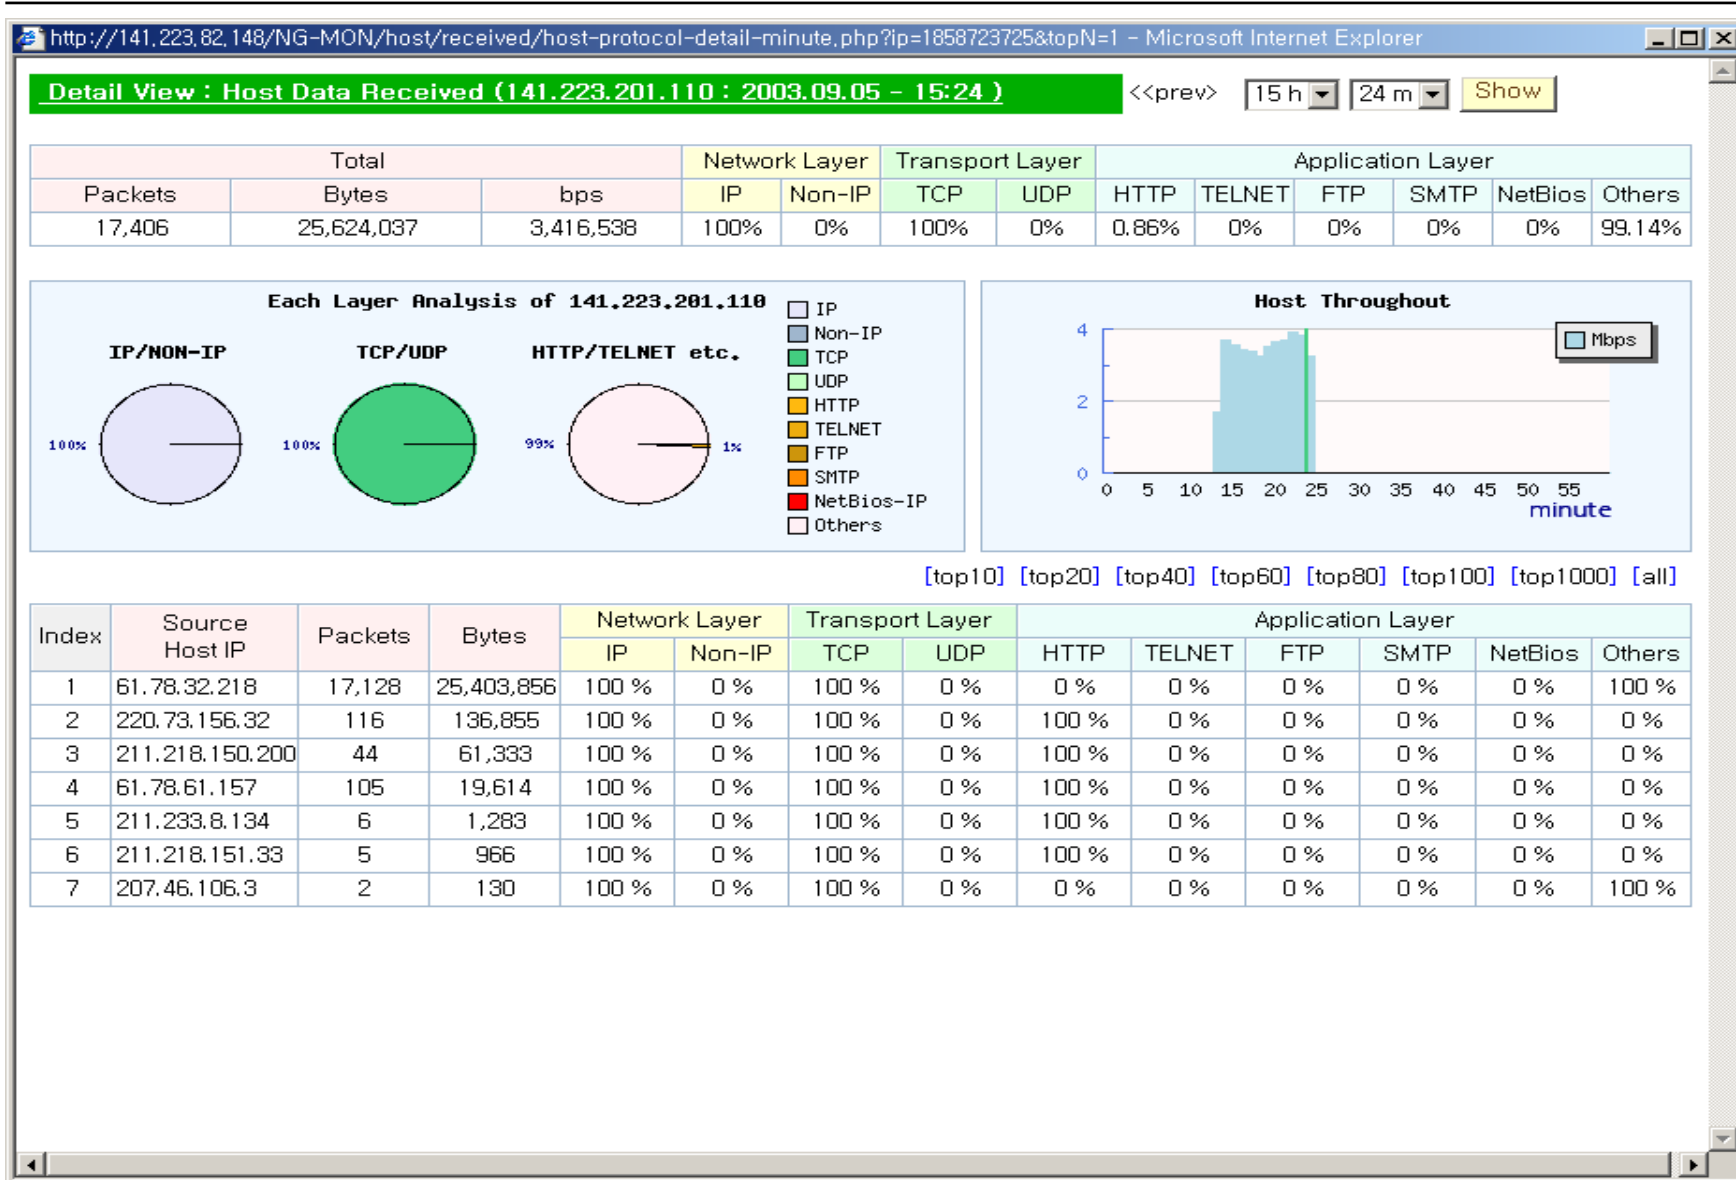 http://141.223.82.148/NG-MON/host/received/host-protocol-detail-minute.php?ip=1858723725&topN=1 - Microsoft Internet Explorer
Detail View : Host Data Received (141.223.201.110 : 2003.09.05 - 15:24 ) <<prev> 15 h 24 m Show
Total Network Layer Transport Layer Application Layer
Packets Bytes bps IP Non-IP TCP UDP HTTP TELNET FTP SMTP NetBios Others
17,406 25,624,037 3,416,538 100% 0% 100% 0% 0.86% 0% 0% 0% 0% 99.14%
Each Layer Analysis of 141.223.201.110
IP/NON-IP TCP/UDP HTTP/TELNET etc.
100% 100% 99% 1%
IP
Non-IP
TCP
UDP
HTTP
TELNET
FTP
SMTP
NetBios-IP
Others
Host Throughout
Mbps
4
2
0
0 5 10 15 20 25 30 35 40 45 50 55
minute
[top10] [top20] [top40] [top60] [top80] [top100] [top1000] [all]
Index Source Host IP Packets Bytes Network Layer Transport Layer Application Layer
IP Non-IP TCP UDP HTTP TELNET FTP SMTP NetBios Others
1 61.78.32.218 17,128 25,403,856 100 % 0 % 100 % 0 % 0 % 0 % 0 % 0 % 0 % 100 %
2 220.73.156.32 116 136,855 100 % 0 % 100 % 0 % 100 % 0 % 0 % 0 % 0 % 0 %
3 211.218.150.200 44 61,333 100 % 0 % 100 % 0 % 100 % 0 % 0 % 0 % 0 % 0 %
4 61.78.61.157 105 19,614 100 % 0 % 100 % 0 % 100 % 0 % 0 % 0 % 0 % 0 %
5 211.233.8.134 6 1,283 100 % 0 % 100 % 0 % 100 % 0 % 0 % 0 % 0 % 0 %
6 211.218.151.33 5 966 100 % 0 % 100 % 0 % 100 % 0 % 0 % 0 % 0 % 0 %
7 207.46.106.3 2 130 100 % 0 % 100 % 0 % 0 % 0 % 0 % 0 % 0 % 100 %